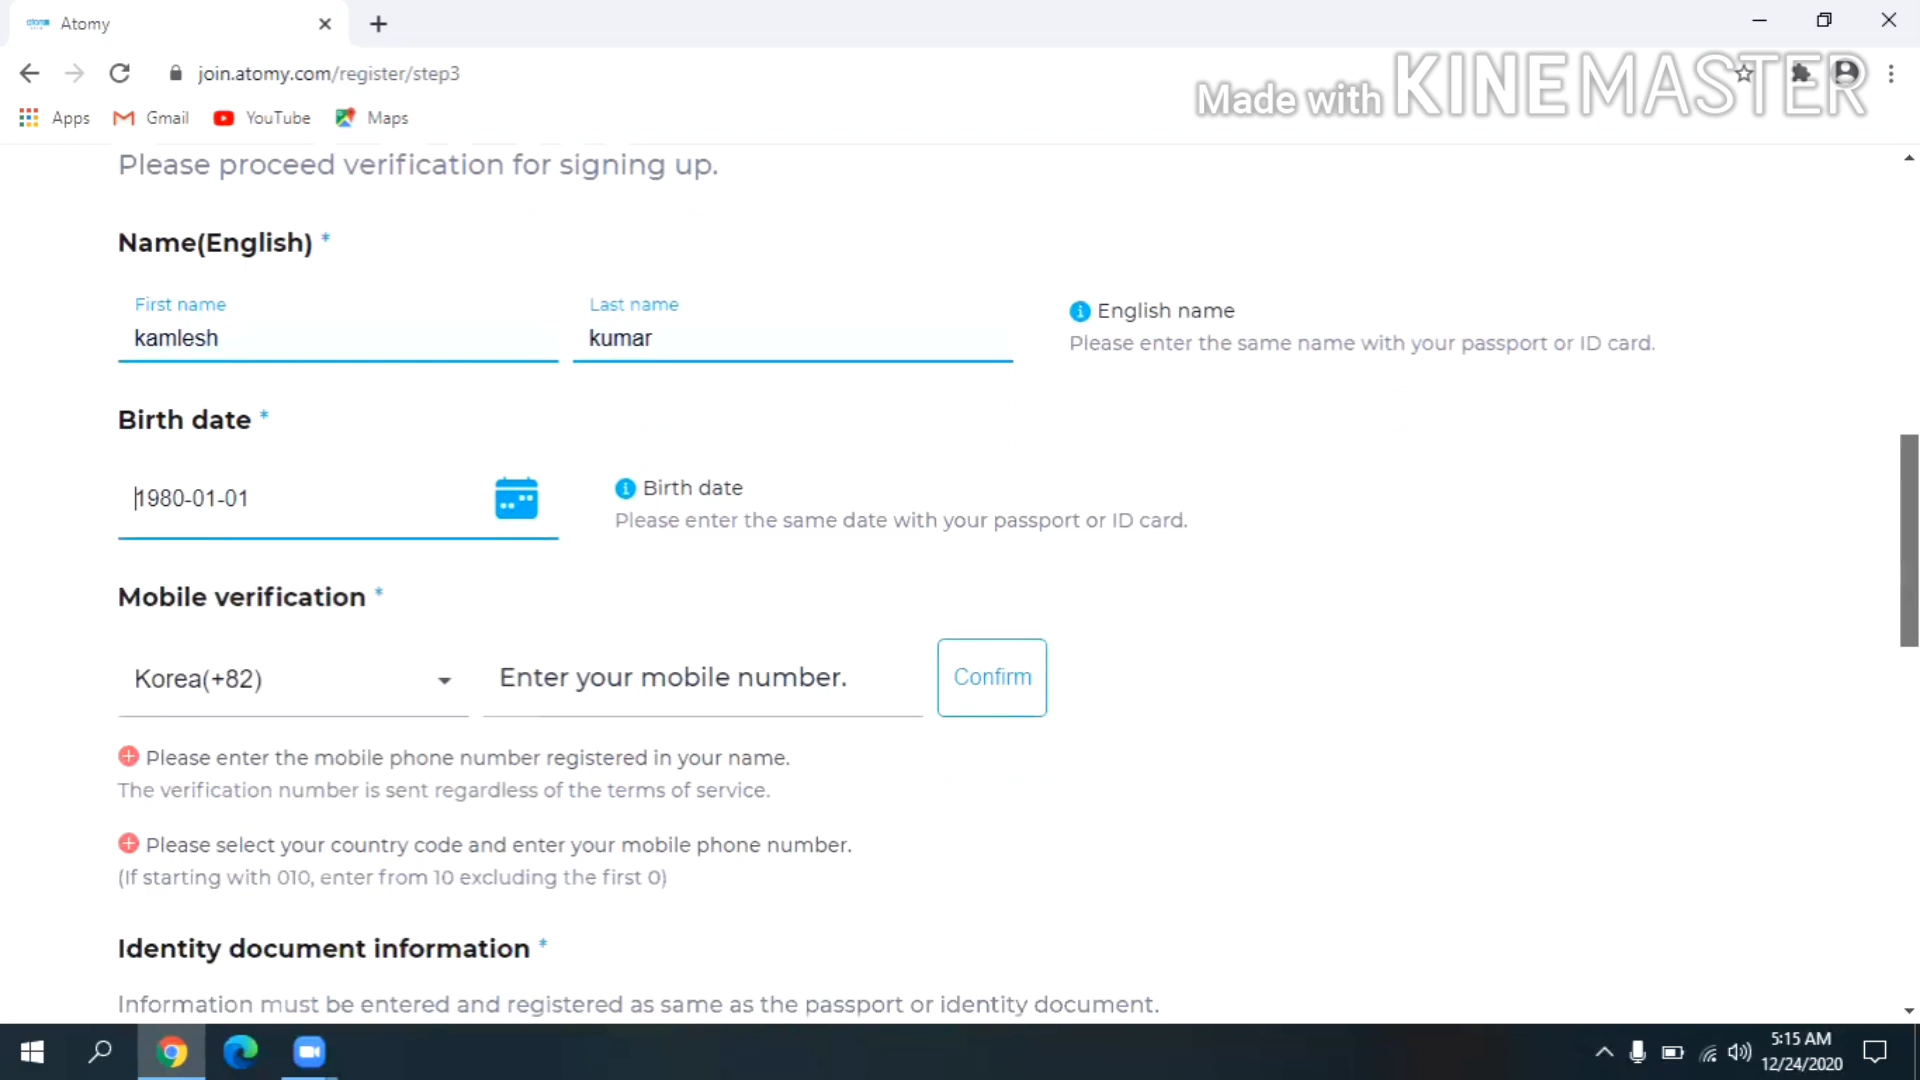 Atomy
join.atomy.com/register/step3
Made with KINEMASTER
Apps Gmail YouTube Maps
Please proceed verification for signing up.
Name(English) *
First name Last name
kamlesh kumar
English name
Please enter the same name with your passport or ID card.
Birth date *
1980-01-01
Birth date
Please enter the same date with your passport or ID card.
Mobile verification *
Korea(+82) Enter your mobile number. Confirm
Please enter the mobile phone number registered in your name.
The verification number is sent regardless of the terms of service.
Please select your country code and enter your mobile phone number.
(If starting with 010, enter from 10 excluding the first 0)
Identity document information *
Information must be entered and registered as same as the passport or identity document.
5:15 AM
12/24/2020